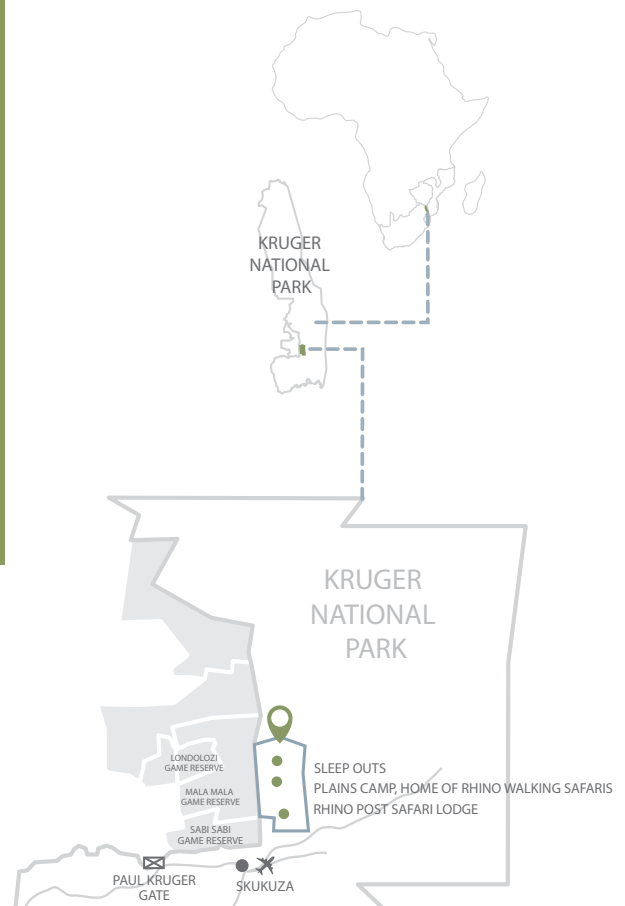 KRUGER
NATIONAL
PARK
KRUGER
NATIONAL
PARK
LONDOLOZI
GAME RESERVE
MALA MALA
GAME RESERVE
SABI SABI
GAME RESERVE
SLEEP OUTS
PLAINS CAMP, HOME OF RHINO WALKING SAFARIS
RHINO POST SAFARI LODGE
PAUL KRUGER
GATE
SKUKUZA